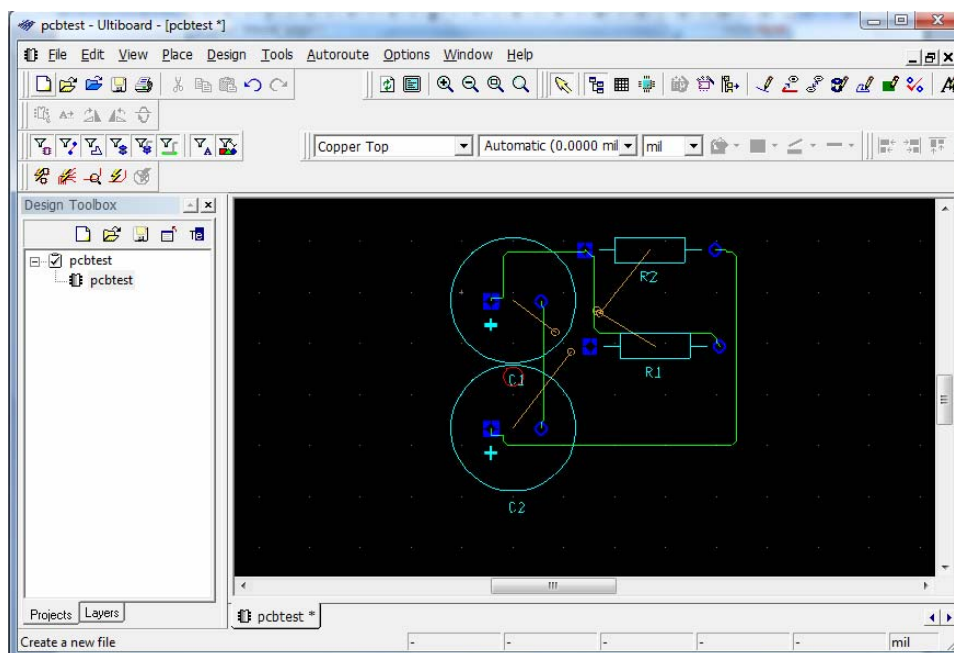 pcbtest - Ultiboard - [pcbtest *]
File Edit View Place Design Tools Autoroute Options Window Help
Copper Top Automatic (0.0000 mil mil
Design Toolbox
pcbtest
pcbtest
R2
R1
C1
C2
Projects Layers
pcbtest *
Create a new file - - - - - mil